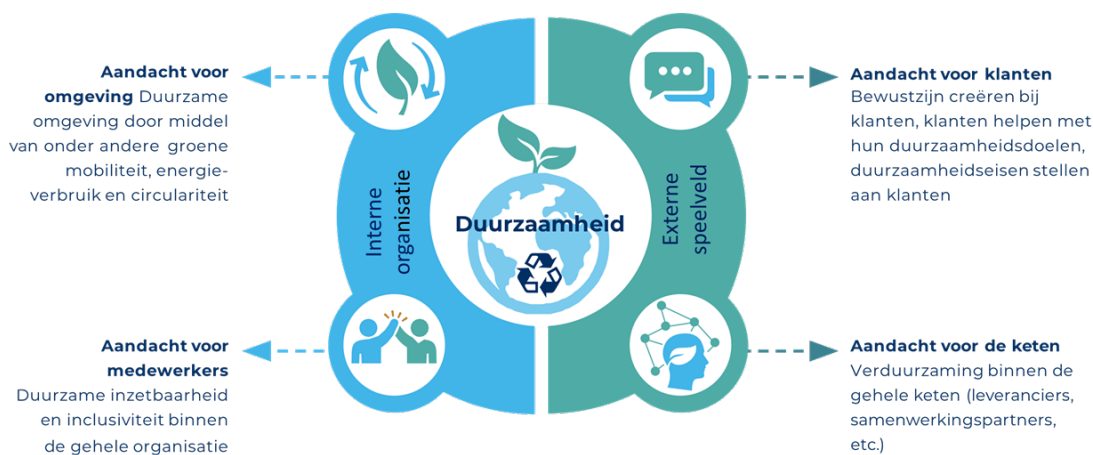 Aandacht voor
omgeving Duurzame
omgeving door middel
van onder andere groene
mobiliteit, energie-
verbruik en circulariteit
Aandacht voor
medewerkers
Duurzame inzetbaarheid
en inclusiviteit binnen
de gehele organisatie
Interne
organisatie
Duurzaamheid
Externe
speelveld
Aandacht voor klanten
Bewustzijn creëren bij
klanten, klanten helpen met
hun duurzaamheidsdoelen,
duurzaamheidseisen stellen
aan klanten
Aandacht voor de keten
Verduurzaming binnen de
gehele keten (leveranciers,
samenwerkingspartners,
etc.)